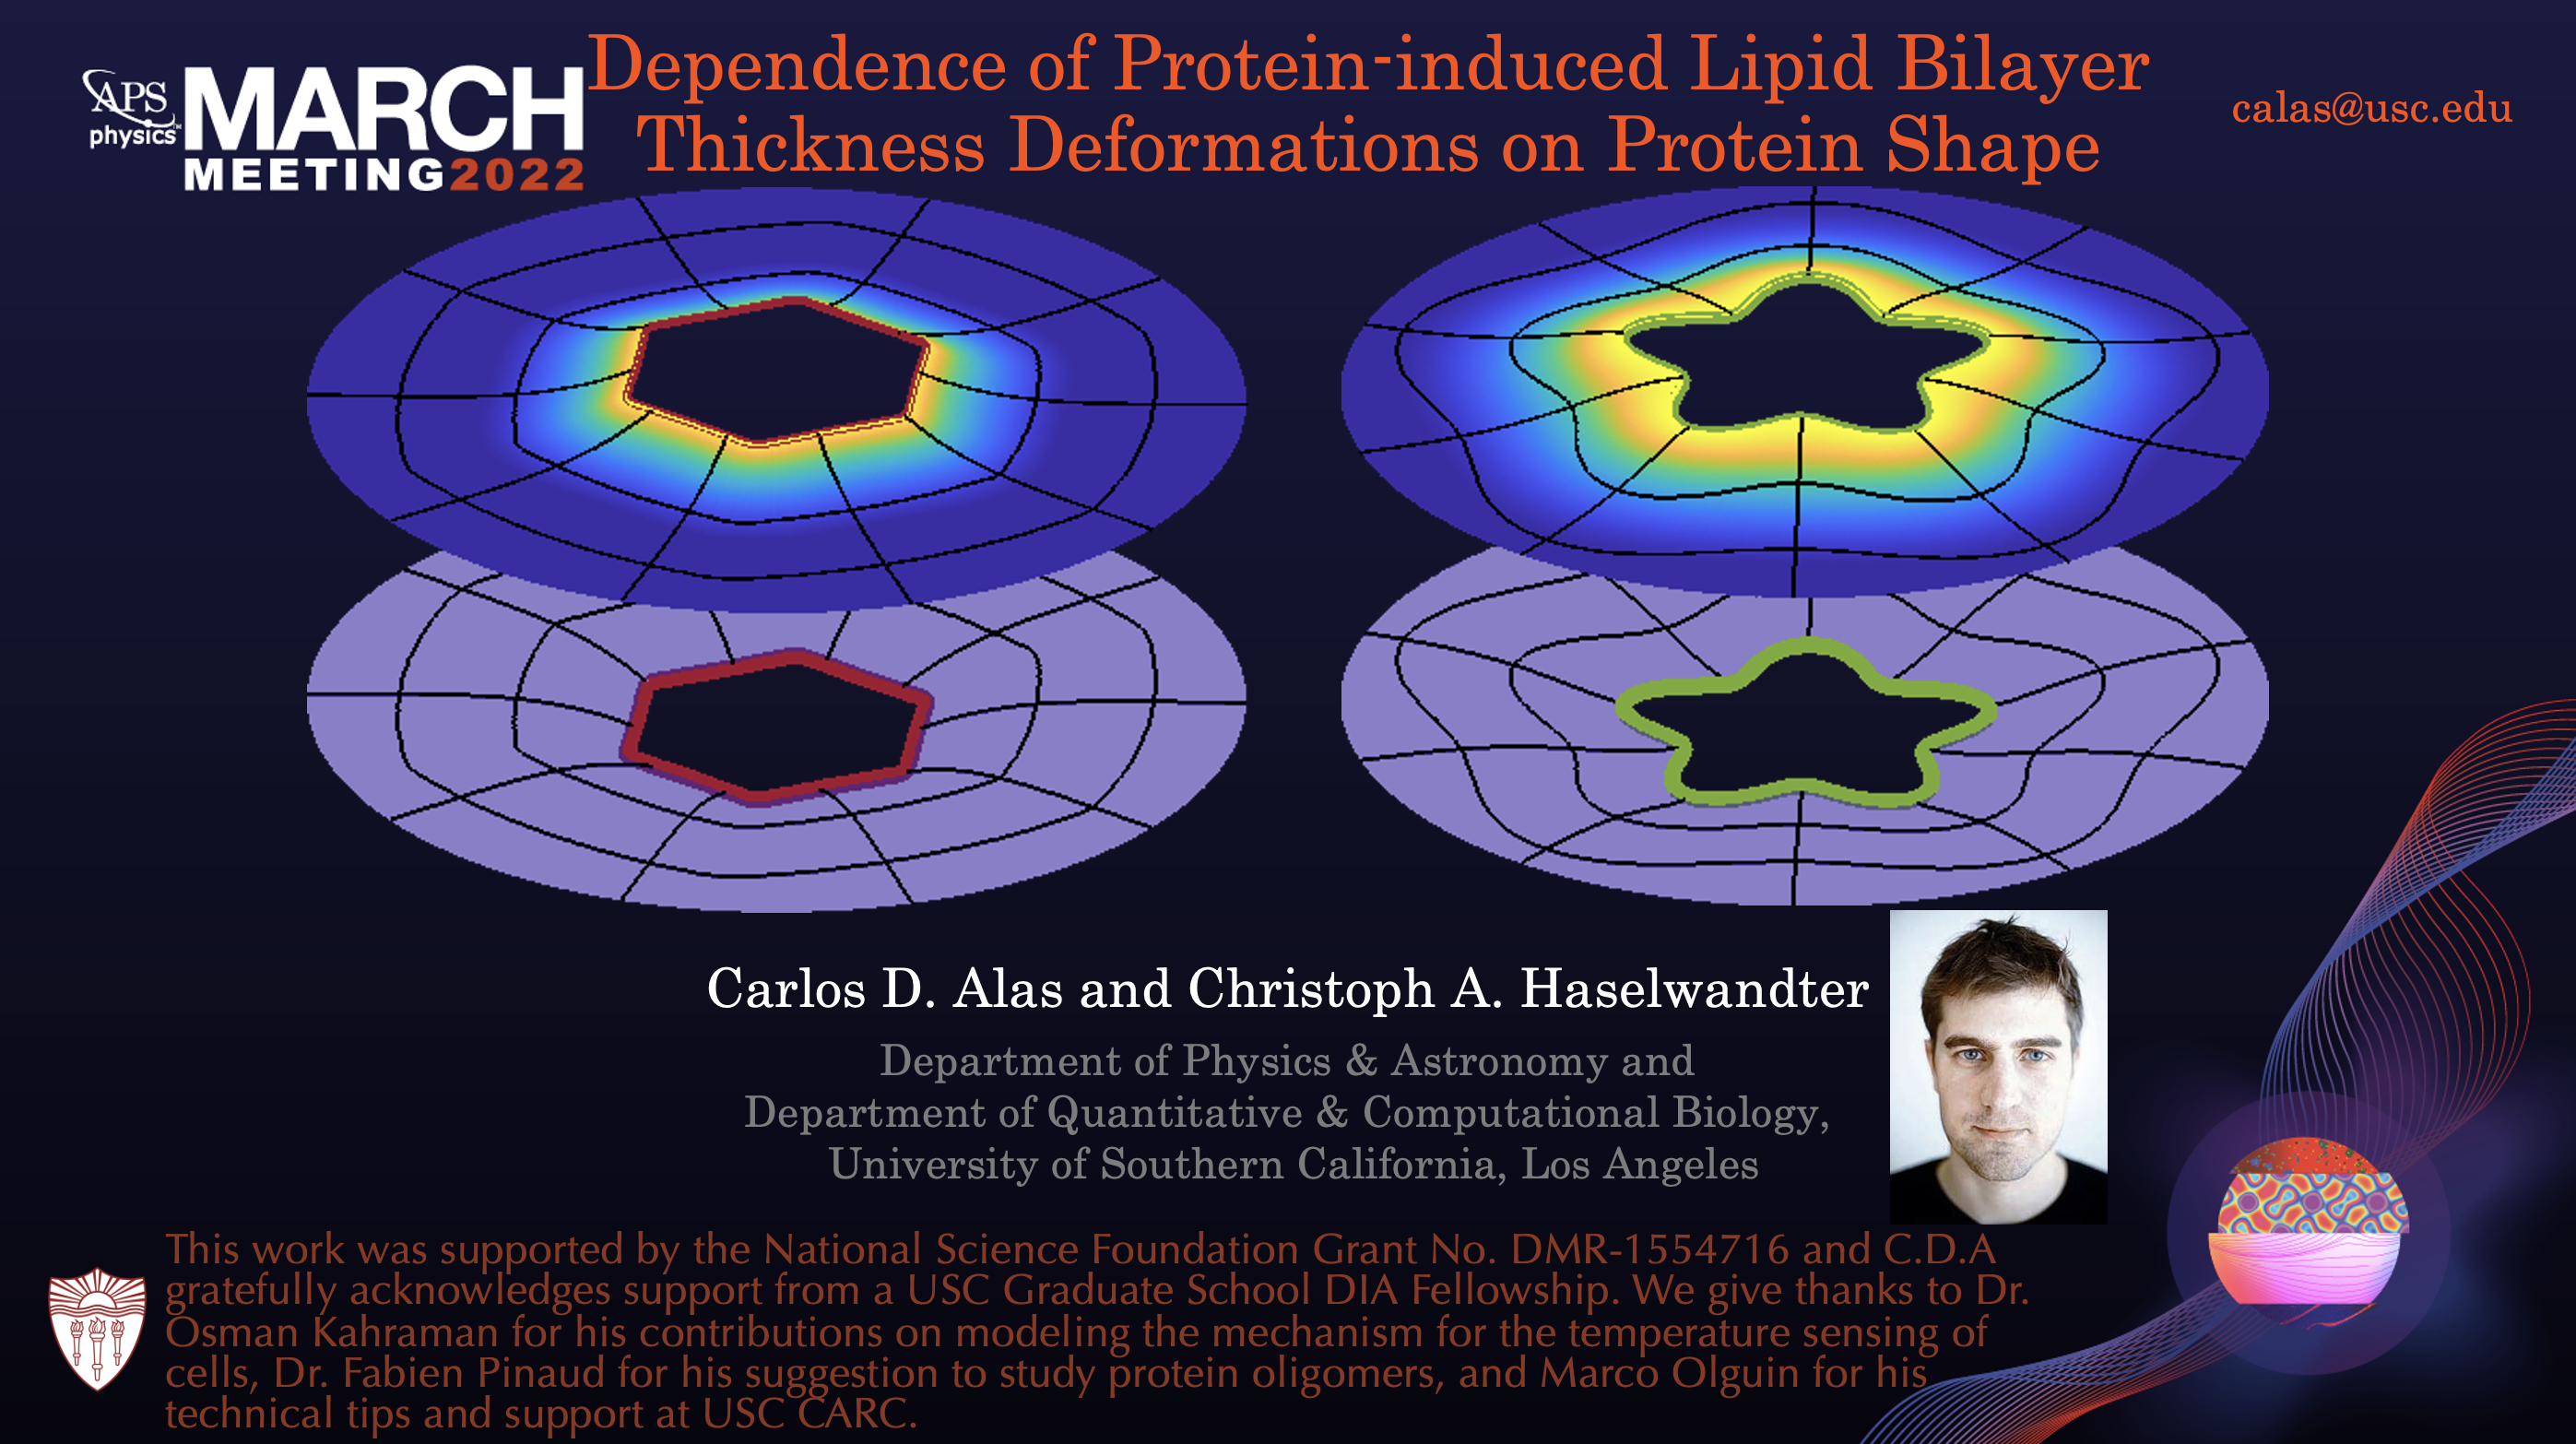 APS
physics™
MARCH
MEETING 2022
Dependence of Protein-induced Lipid Bilayer
Thickness Deformations on Protein Shape
calas@usc.edu
Carlos D. Alas and Christoph A. Haselwandter
Department of Physics & Astronomy and
Department of Quantitative & Computational Biology,
University of Southern California, Los Angeles
This work was supported by the National Science Foundation Grant No. DMR-1554716 and C.D.A
gratefully acknowledges support from a USC Graduate School DIA Fellowship. We give thanks to Dr.
Osman Kahraman for his contributions on modeling the mechanism for the temperature sensing of
cells, Dr. Fabien Pinaud for his suggestion to study protein oligomers, and Marco Olguin for his
technical tips and support at USC CARC.